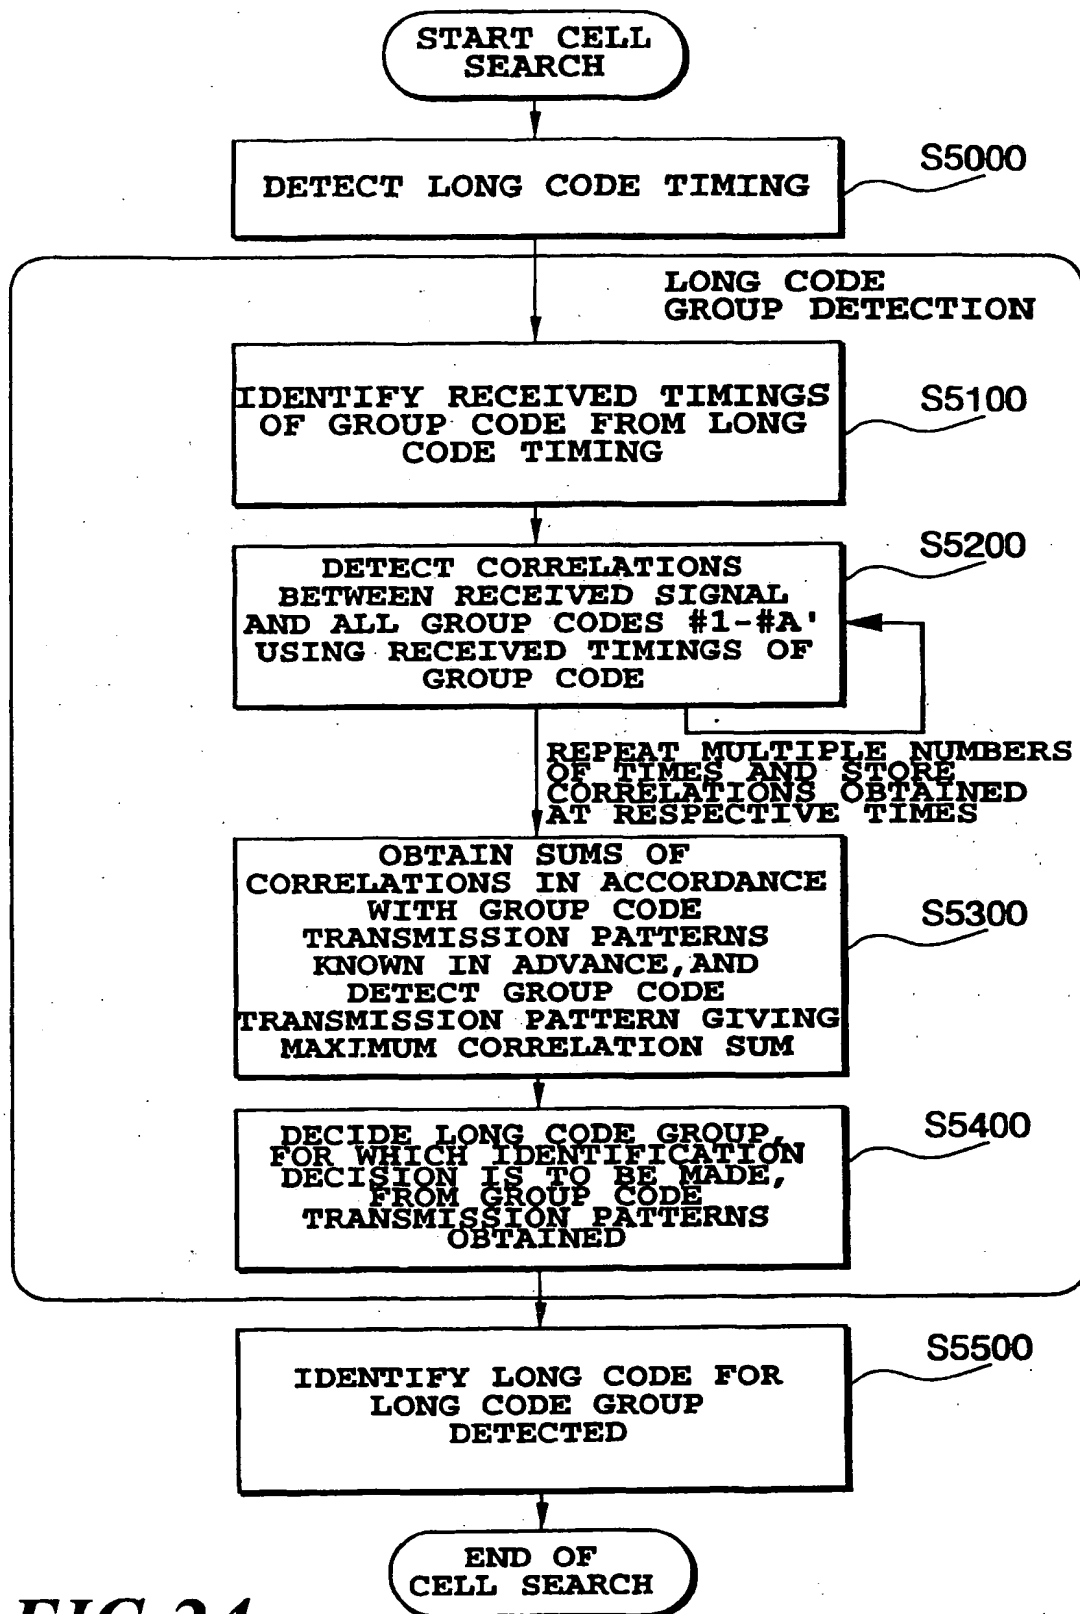 START CELL
SEARCH
DETECT LONG CODE TIMING
S5000
LONG CODE
GROUP DETECTION
IDENTIFY RECEIVED TIMINGS
OF GROUP CODE FROM LONG
CODE TIMING
S5100
DETECT CORRELATIONS
BETWEEN RECEIVED SIGNAL
AND ALL GROUP CODES #1-#A'
USING RECEIVED TIMINGS OF
GROUP CODE
S5200
REPEAT MULTIPLE NUMBERS
OF TIMES AND STORE
CORRELATIONS OBTAINED
AT RESPECTIVE TIMES
OBTAIN SUMS OF
CORRELATIONS IN ACCORDANCE
WITH GROUP CODE
TRANSMISSION PATTERNS
KNOWN IN ADVANCE, AND
DETECT GROUP CODE
TRANSMISSION PATTERN GIVING
MAXIMUM CORRELATION SUM
S5300
DECIDE LONG CODE GROUP,
FOR WHICH IDENTIFICATION
DECISION IS TO BE MADE,
FROM GROUP CODE
TRANSMISSION PATTERNS
OBTAINED
S5400
IDENTIFY LONG CODE FOR
LONG CODE GROUP
DETECTED
S5500
END OF
CELL SEARCH
FIG.24